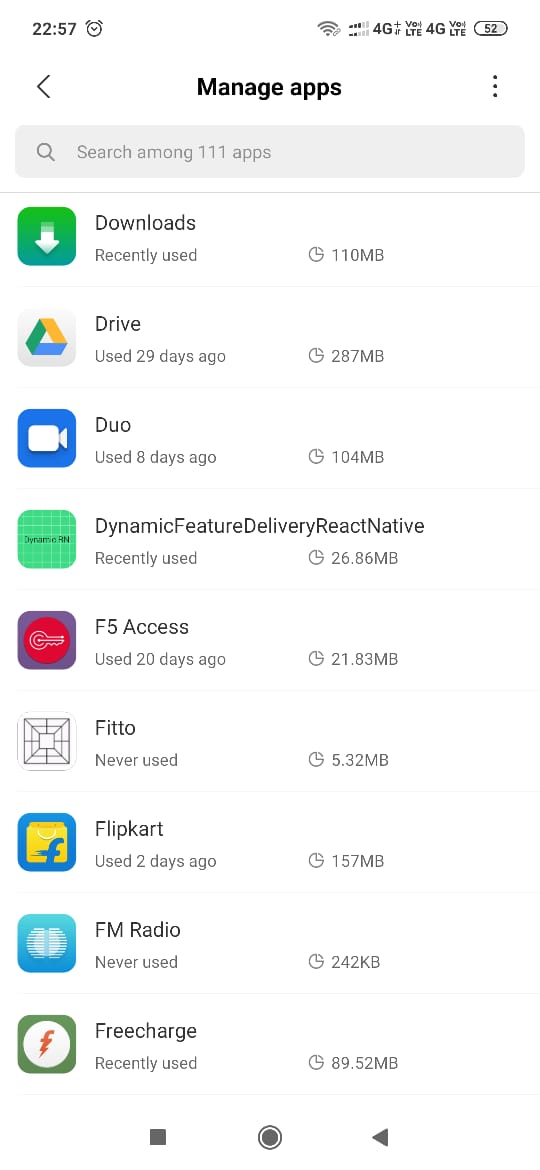 22:57 4G+ Vo) LTE 4G Vo) LTE 52
Manage apps
Search among 111 apps
Downloads
Recently used 110MB
Drive
Used 29 days ago 287MB
Duo
Used 8 days ago 104MB
Dynamic RN
DynamicFeatureDeliveryReactNative
Recently used 26.86MB
F5 Access
Used 20 days ago 21.83MB
Fitto
Never used 5.32MB
Flipkart
Used 2 days ago 157MB
FM Radio
Never used 242KB
Freecharge
Recently used 89.52MB